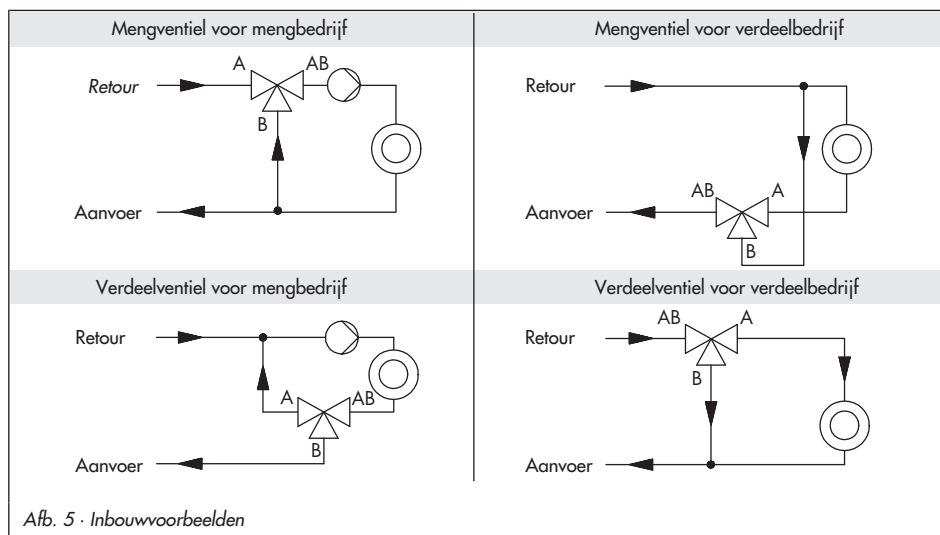 Mengventiel voor mengbedrijf
A AB
Retour
B
Aanvoer
Mengventiel voor verdeelbedrijf
Retour
AB A
Aanvoer
B
Verdeelventiel voor mengbedrijf
Retour
A AB
B
Aanvoer
Verdeelventiel voor verdeelbedrijf
AB A
Retour
B
Aanvoer
Afb. 5 · Inbouwvoorbeelden